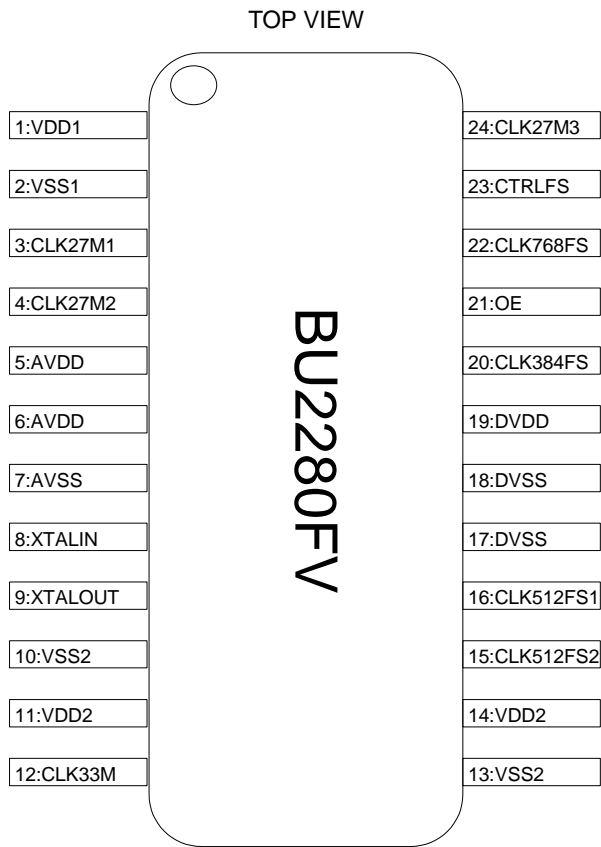 TOP VIEW
1:VDD1
2:VSS1
3:CLK27M1
4:CLK27M2
5:AVDD
6:AVDD
7:AVSS
8:XTALIN
9:XTALOUT
10:VSS2
11:VDD2
12:CLK33M
BU2280FV
24:CLK27M3
23:CTRLFS
22:CLK768FS
21:OE
20:CLK384FS
19:DVDD
18:DVSS
17:DVSS
16:CLK512FS1
15:CLK512FS2
14:VDD2
13:VSS2